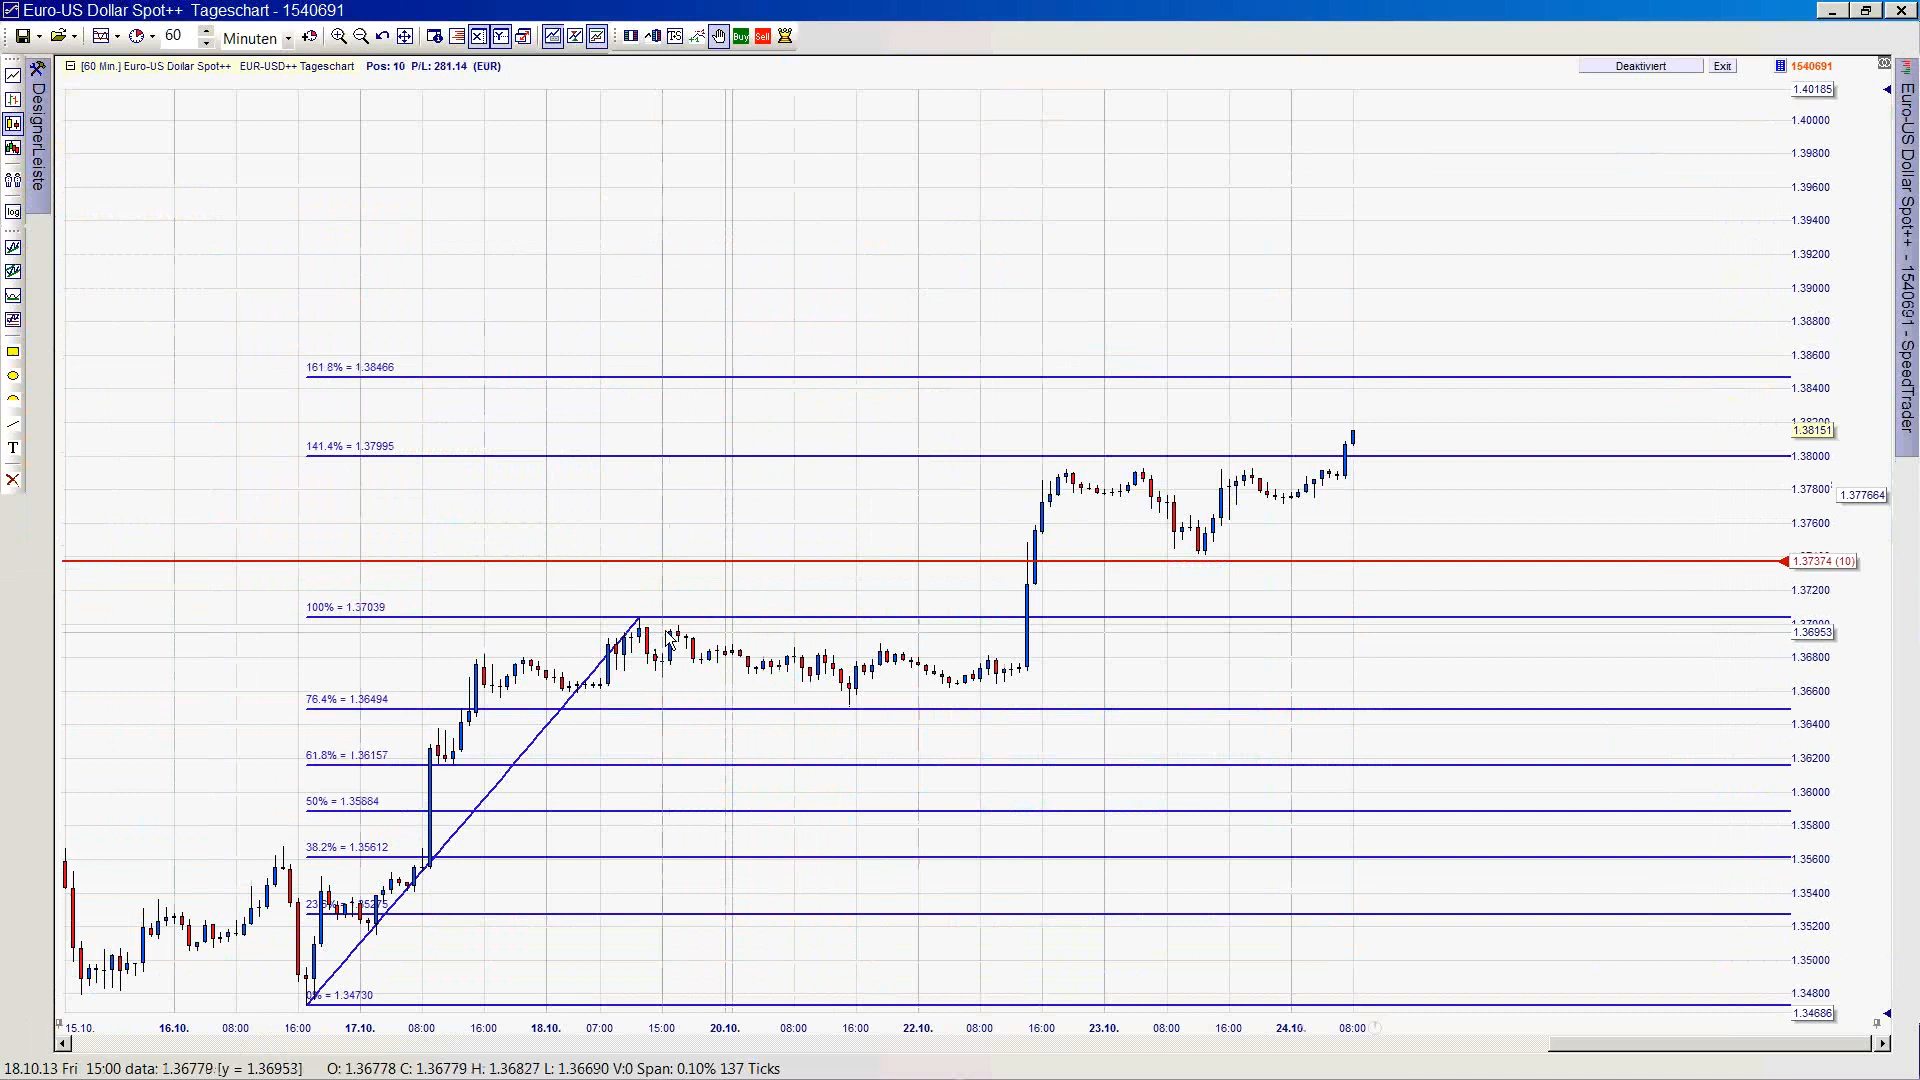 Euro-US Dollar Spot++ Tageschart - 1540691
60 Minuten
log
T-S Buy Sell
DesignerLeiste
[60 Min.] Euro-US Dollar Spot++ EUR-USD++ Tageschart Pos: 10 P/L: 281.14 (EUR)
Deaktiviert Exit 1540691
1.40185
1.40000
1.39800
1.39600
1.39400
1.39200
1.39000
1.38800
1.38600
161.8% = 1.38466
1.38400
1.38151
141.4% = 1.37995
1.38000
1.37800
1.377664
1.37600
1.37374 (10)
1.37200
100% = 1.37039
1.36953
1.36800
1.36600
76.4% = 1.36494
1.36400
61.8% = 1.36157
1.36200
1.36000
50% = 1.35884
1.35800
38.2% = 1.35612
1.35600
1.35400
1.35200
1.35000
0% = 1.34730
1.34800
1.34686
15.10. 16.10. 08:00 16:00 17.10. 08:00 16:00 18.10. 07:00 15:00 20.10. 08:00 16:00 22.10. 08:00 16:00 23.10. 08:00 16:00 24.10. 08:00
Euro-US Dollar Spot++ - 1540691 - SpeedTrader
T
18.10.13 Fri 15:00 data: 1.36779 [y = 1.36953] O: 1.36778 C: 1.36779 H: 1.36827 L: 1.36690 V:0 Span: 0.10% 137 Ticks